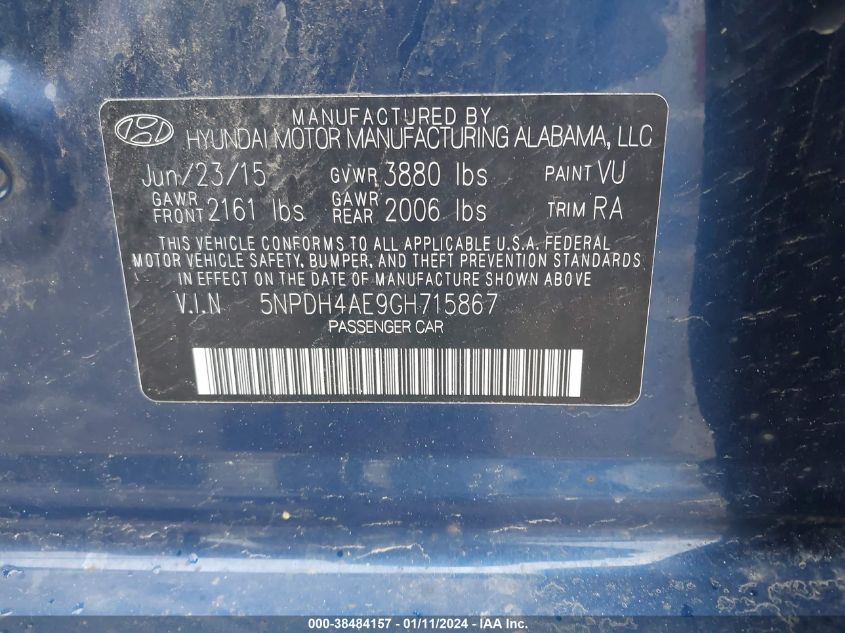 MANUFACTURED BY
HYUNDAI MOTOR MANUFACTURING ALABAMA, LLC
Jun/23/15 GVWR 3880 lbs PAINT VU
GAWR FRONT 2161 lbs GAWR REAR 2006 lbs TRIM RA
THIS VEHICLE CONFORMS TO ALL APPLICABLE U.S.A. FEDERAL
MOTOR VEHICLE SAFETY, BUMPER, AND THEFT PREVENTION STANDARDS
IN EFFECT ON THE DATE OF MANUFACTURE SHOWN ABOVE.
V.I.N 5NPDH4AE9GH715867
PASSENGER CAR
000-38484157 - 01/11/2024 - IAA Inc.